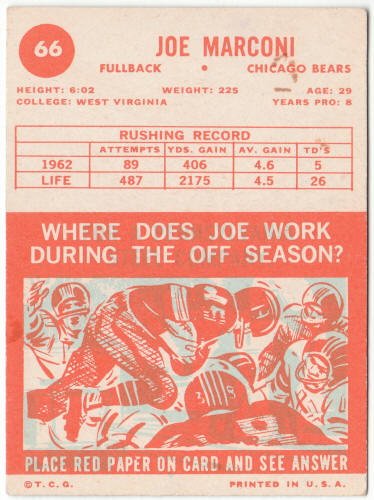 66
JOE MARCONI
FULLBACK • CHICAGO BEARS
HEIGHT: 6:02 WEIGHT: 225 AGE: 29
COLLEGE: WEST VIRGINIA YEARS PRO: 8
RUSHING RECORD
ATTEMPTS YDS. GAIN AV. GAIN TD'S
1962 89 406 4.6 5
LIFE 487 2175 4.5 26
WHERE DOES JOE WORK
DURING THE OFF SEASON?
PLACE RED PAPER ON CARD AND SEE ANSWER
©T.C.G. PRINTED IN U.S.A.